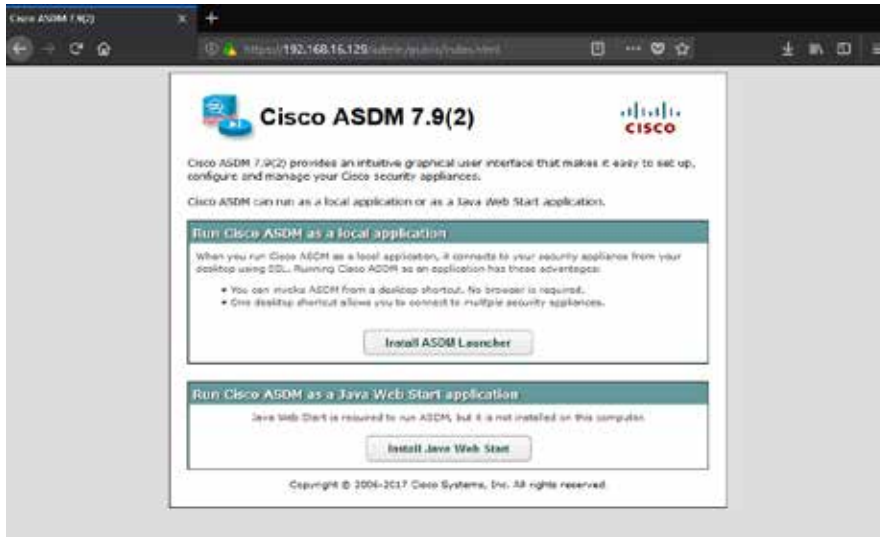 Cisco ASDM 7.9(2)
https://192.168.16.129/admin/public/index.html
Cisco ASDM 7.9(2)
CISCO
Cisco ASDM 7.9(2) provides an intuitive graphical user interface that makes it easy to set up,
configure and manage your Cisco security appliances.
Cisco ASDM can run as a local application or as a Java Web Start application.
Run Cisco ASDM as a local application
When you run Cisco ASDM as a local application, it connects to your security appliance from your
desktop using SSL. Running Cisco ASDM as an application has these advantages:
• You can invoke ASDM from a desktop shortcut. No browser is required.
• One desktop shortcut allows you to connect to multiple security appliances.
Install ASDM Launcher
Run Cisco ASDM as a Java Web Start application
Java Web Start is required to run ASDM, but it is not installed on this computer.
Install Java Web Start
Copyright © 2006-2017 Cisco Systems, Inc. All rights reserved.